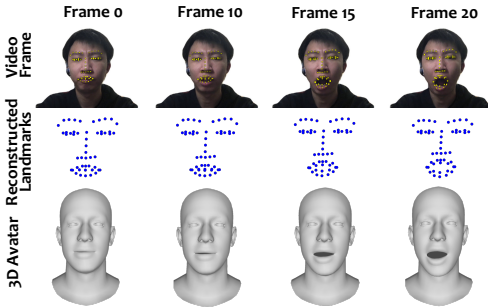 Frame 0
Frame 10
Frame 15
Frame 20
Video
Frame
Reconstructed
Landmarks
3D Avatar